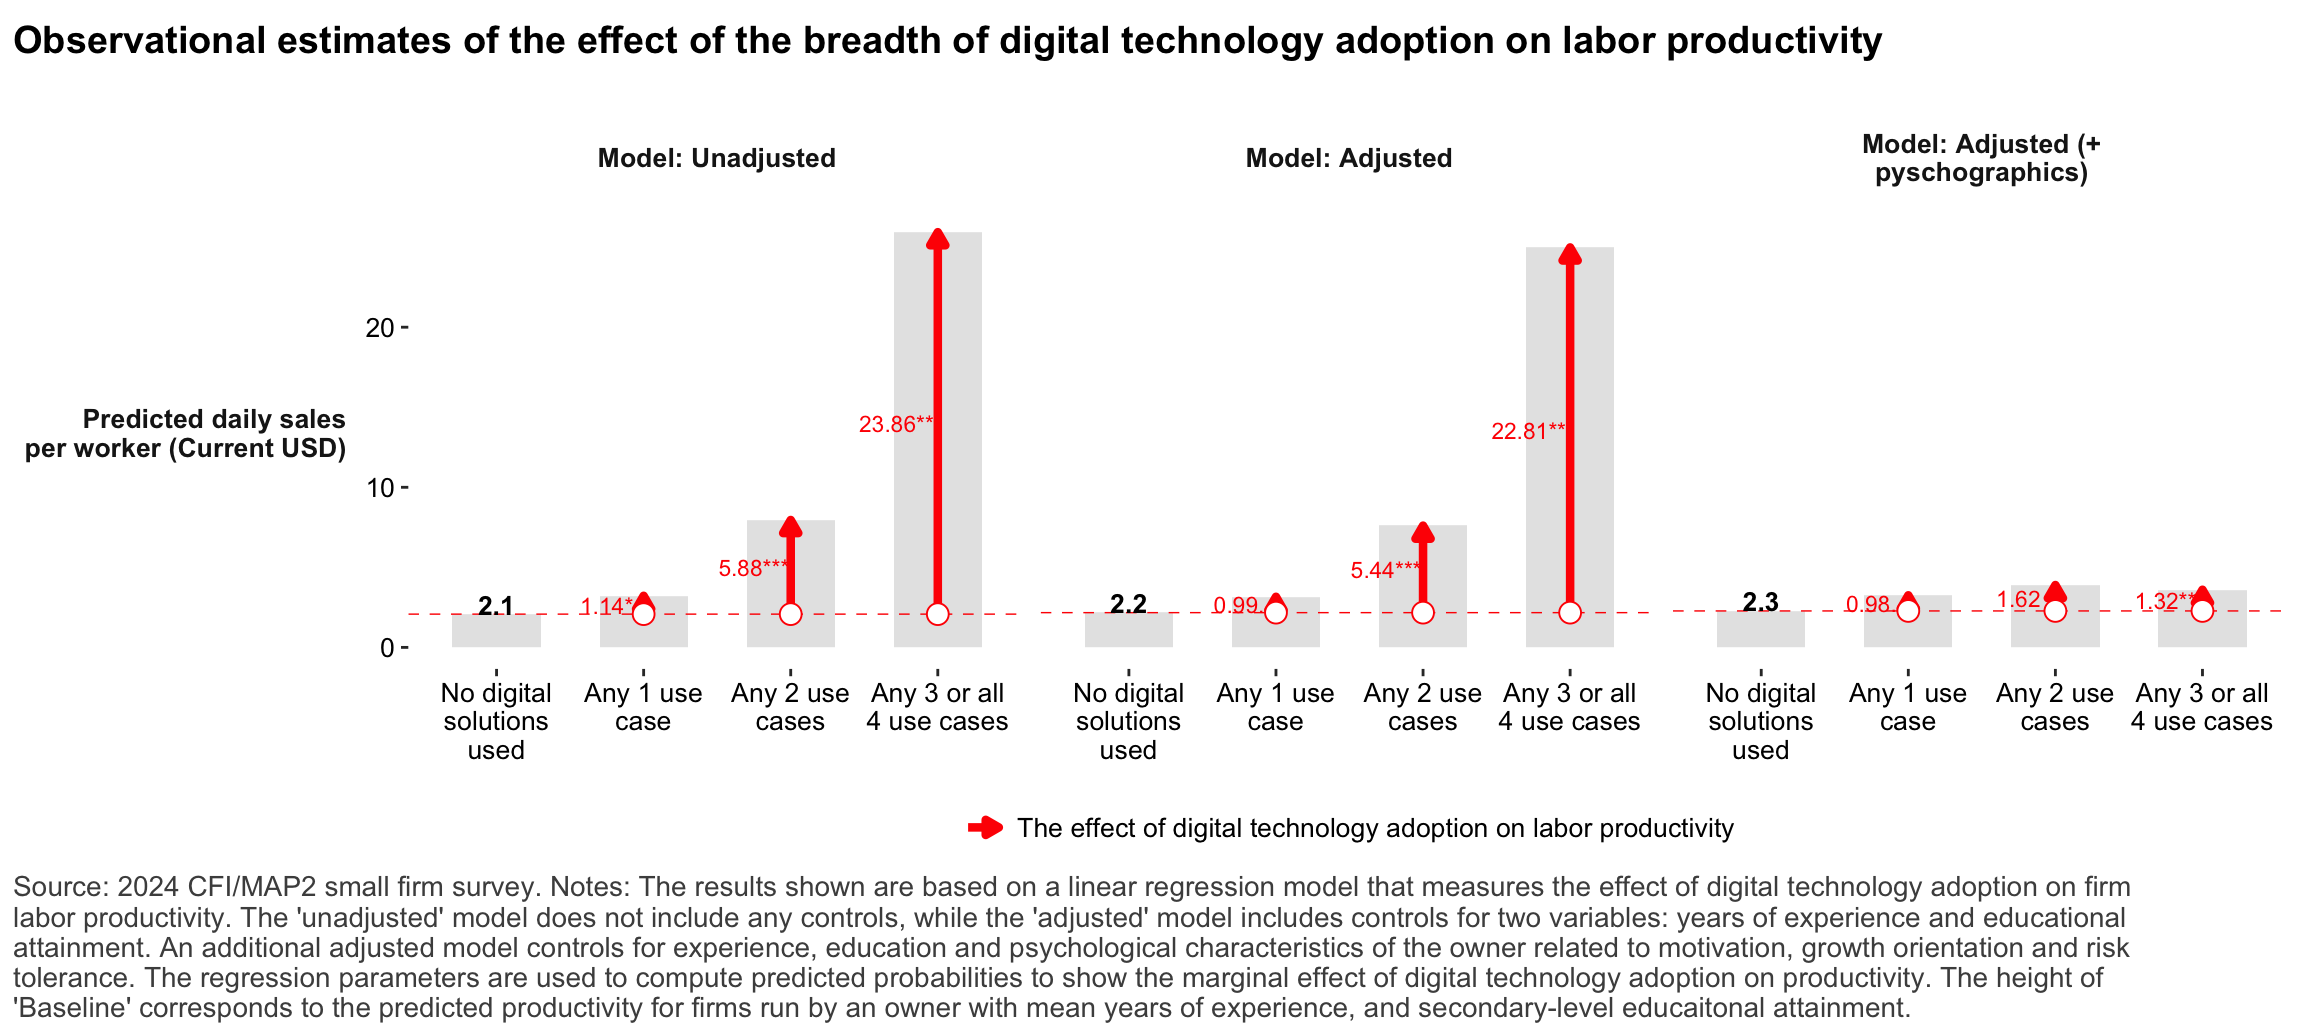 Observational estimates of the effect of the breadth of digital technology adoption on labor productivity
Model: Unadjusted
Model: Adjusted
Model: Adjusted (+
pyschographics)
Predicted daily sales
per worker (Current USD)
20
10
0
2.1
1.14*
5.88***
23.86**
2.2
0.99.
5.44***
22.81**
2.3
0.98.
1.62
1.32**
No digital
solutions
used
Any 1 use
case
Any 2 use
cases
Any 3 or all
4 use cases
No digital
solutions
used
Any 1 use
case
Any 2 use
cases
Any 3 or all
4 use cases
No digital
solutions
used
Any 1 use
case
Any 2 use
cases
Any 3 or all
4 use cases
The effect of digital technology adoption on labor productivity
Source: 2024 CFI/MAP2 small firm survey. Notes: The results shown are based on a linear regression model that measures the effect of digital technology adoption on firm
labor productivity. The 'unadjusted' model does not include any controls, while the 'adjusted' model includes controls for two variables: years of experience and educational
attainment. An additional adjusted model controls for experience, education and psychological characteristics of the owner related to motivation, growth orientation and risk
tolerance. The regression parameters are used to compute predicted probabilities to show the marginal effect of digital technology adoption on productivity. The height of
'Baseline' corresponds to the predicted productivity for firms run by an owner with mean years of experience, and secondary-level educaitonal attainment.